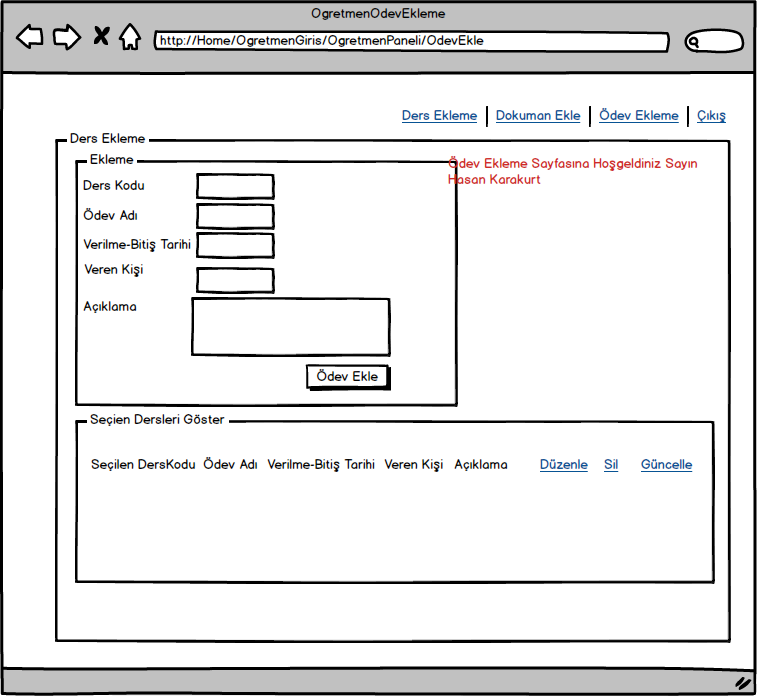 OgretmenOdevEkleme
http://Home/OgretmenGiris/OgretmenPaneli/OdevEkle
Ders Ekleme | Dokuman Ekle | Ödev Ekleme | Çıkış
Ders Ekleme
Ekleme
Ödev Ekleme Sayfasına Hoşgeldiniz Sayın
Hasan Karakurt
Ders Kodu
Ödev Adı
Verilme-Bitiş Tarihi
Veren Kişi
Açıklama
Ödev Ekle
Seçien Dersleri Göster
Seçilen DersKodu Ödev Adı Verilme-Bitiş Tarihi Veren Kişi Açıklama Düzenle Sil Güncelle